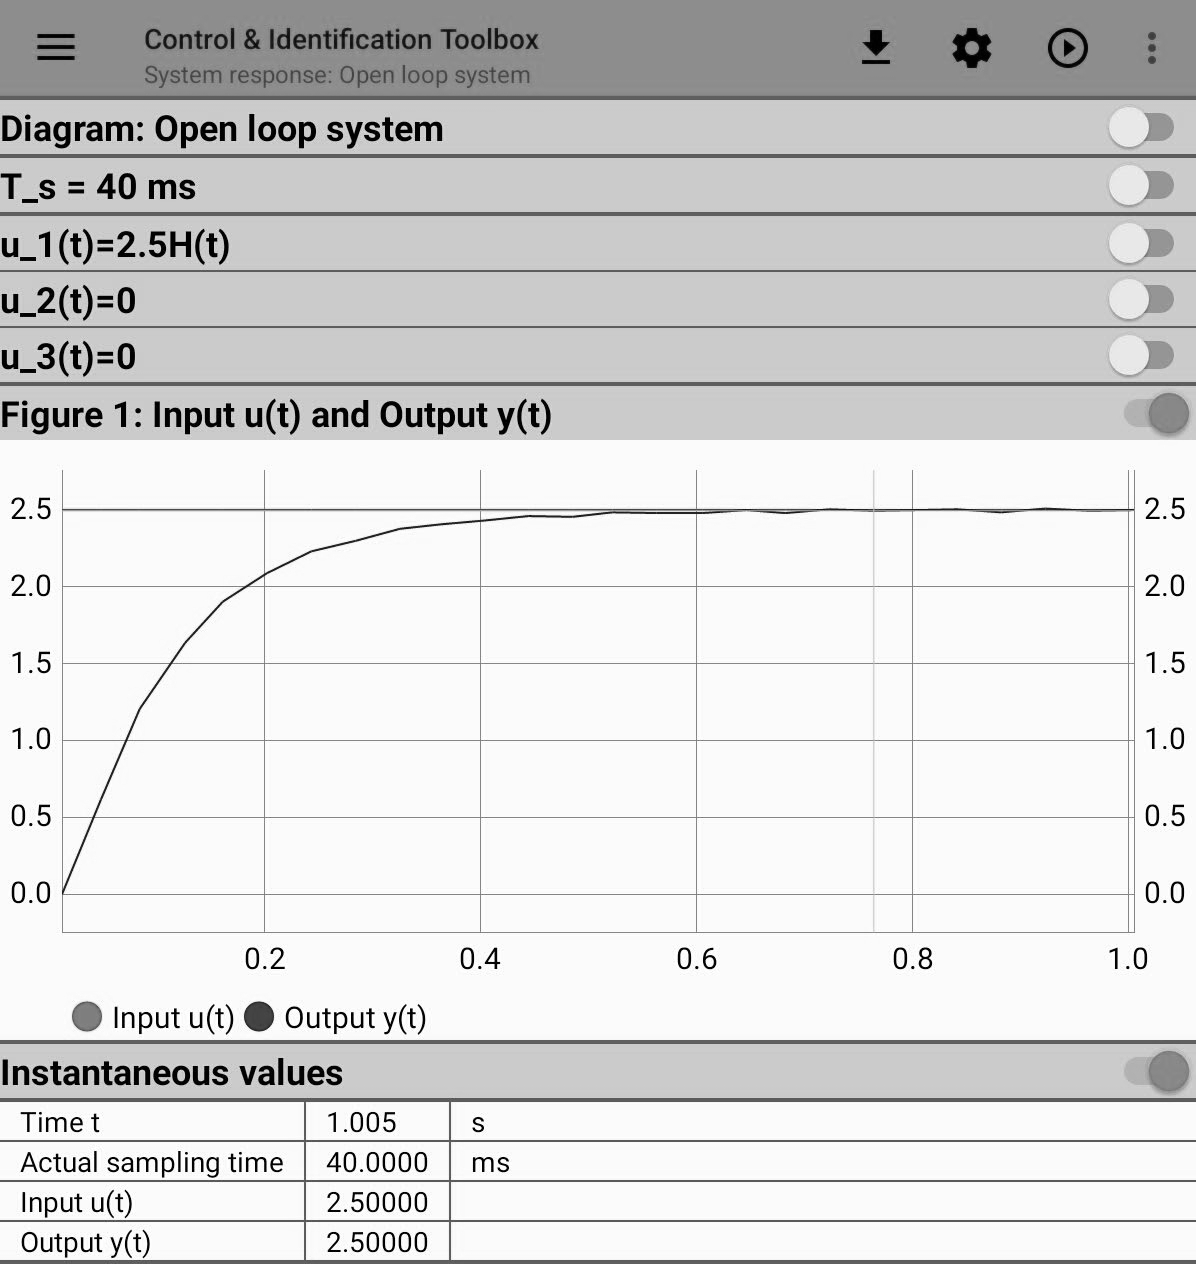 Control & Identification Toolbox
System response: Open loop system
Diagram: Open loop system
T_s = 40 ms
u_1(t)=2.5H(t)
u_2(t)=0
u_3(t)=0
Figure 1: Input u(t) and Output y(t)
2.5 2.5
2.0 2.0
1.5 1.5
1.0 1.0
0.5 0.5
0.0 0.0
0.2 0.4 0.6 0.8 1.0
Input u(t) Output y(t)
Instantaneous values
Time t 1.005 s
Actual sampling time 40.0000 ms
Input u(t) 2.50000
Output y(t) 2.50000